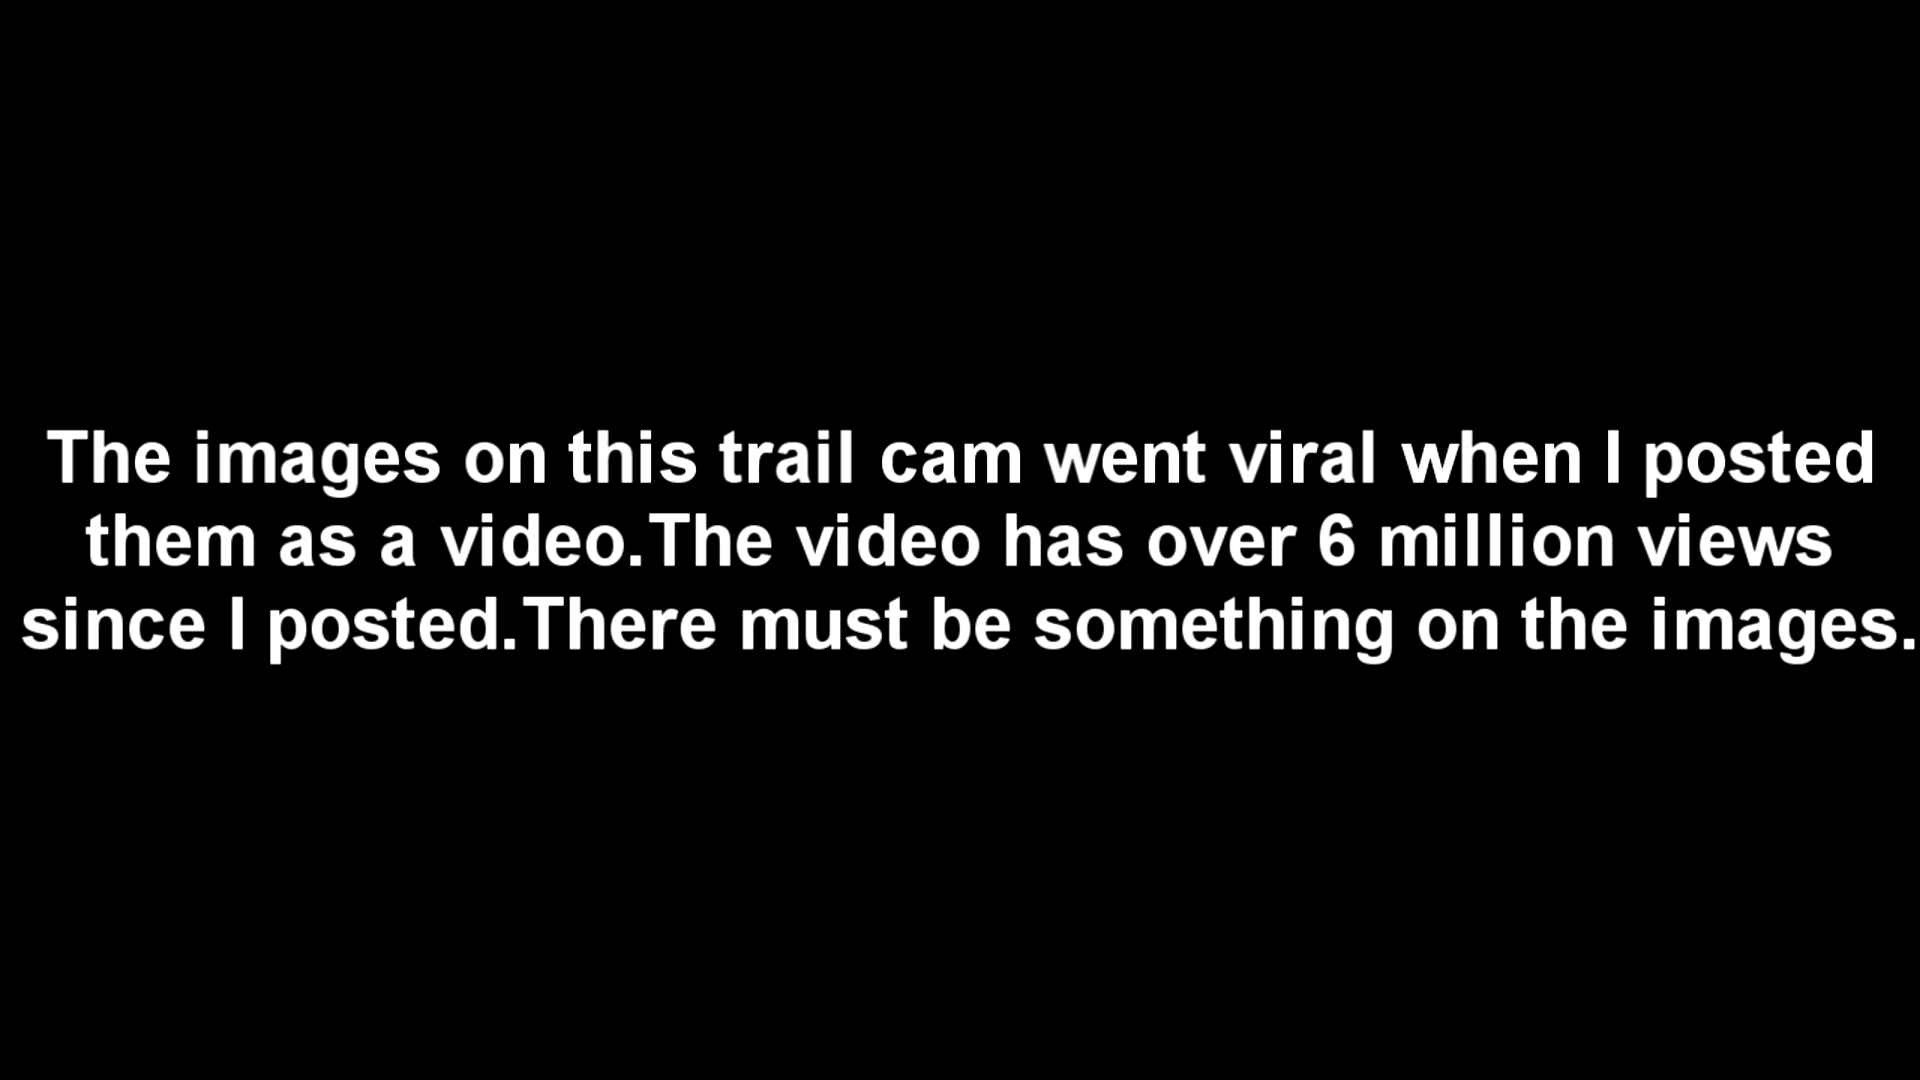 The images on this trail cam went viral when I posted
them as a video.The video has over 6 million views
since I posted.There must be something on the images.